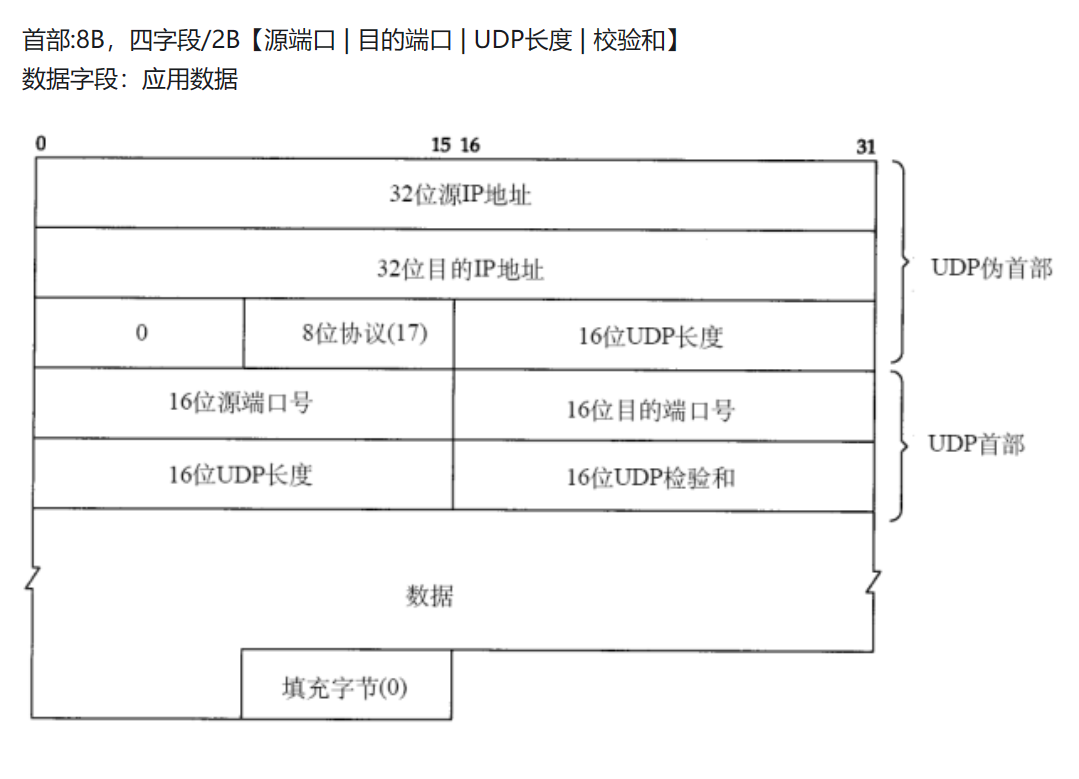 首部:8B，四字段/2B【源端口 | 目的端口 | UDP长度 | 校验和】
数据字段：应用数据
0 15 16 31
32位源IP地址
32位目的IP地址
UDP伪首部
0 8位协议(17) 16位UDP长度
16位源端口号 16位目的端口号
UDP首部
16位UDP长度 16位UDP检验和
数据
填充字节(0)